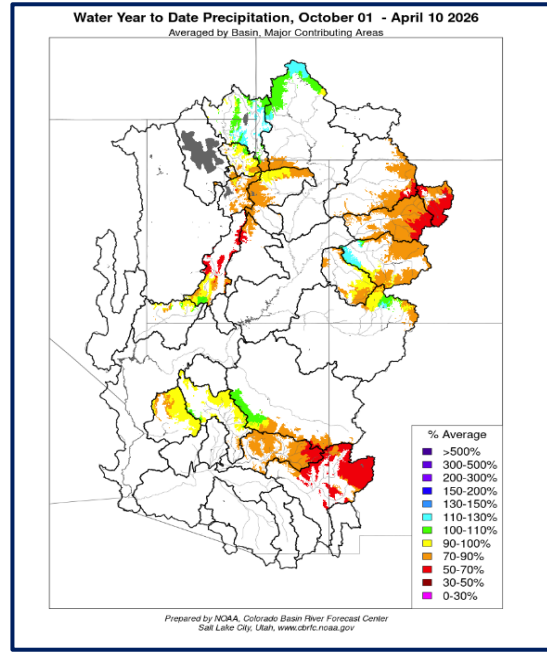 Water Year to Date Precipitation, October 01 - April 10 2026
Averaged by Basin, Major Contributing Areas
% Average
>500%
300-500%
200-300%
150-200%
130-150%
110-130%
100-110%
90-100%
70-90%
50-70%
30-50%
0-30%
Prepared by NOAA, Colorado Basin River Forecast Center
Salt Lake City, Utah, www.cbrfc.noaa.gov